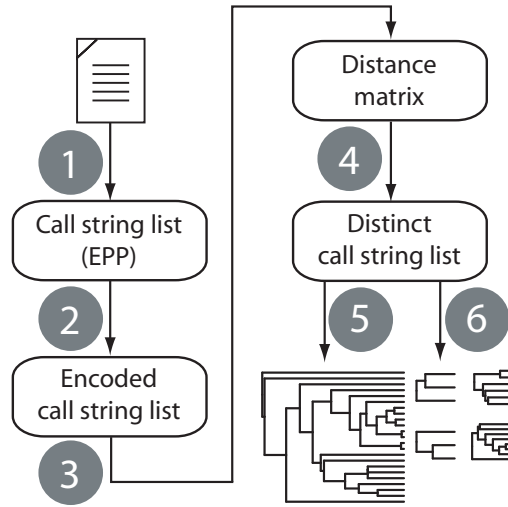 1
Call string list
(EPP)
2
Encoded
call string list
3
Distance
matrix
4
Distinct
call string list
5
6